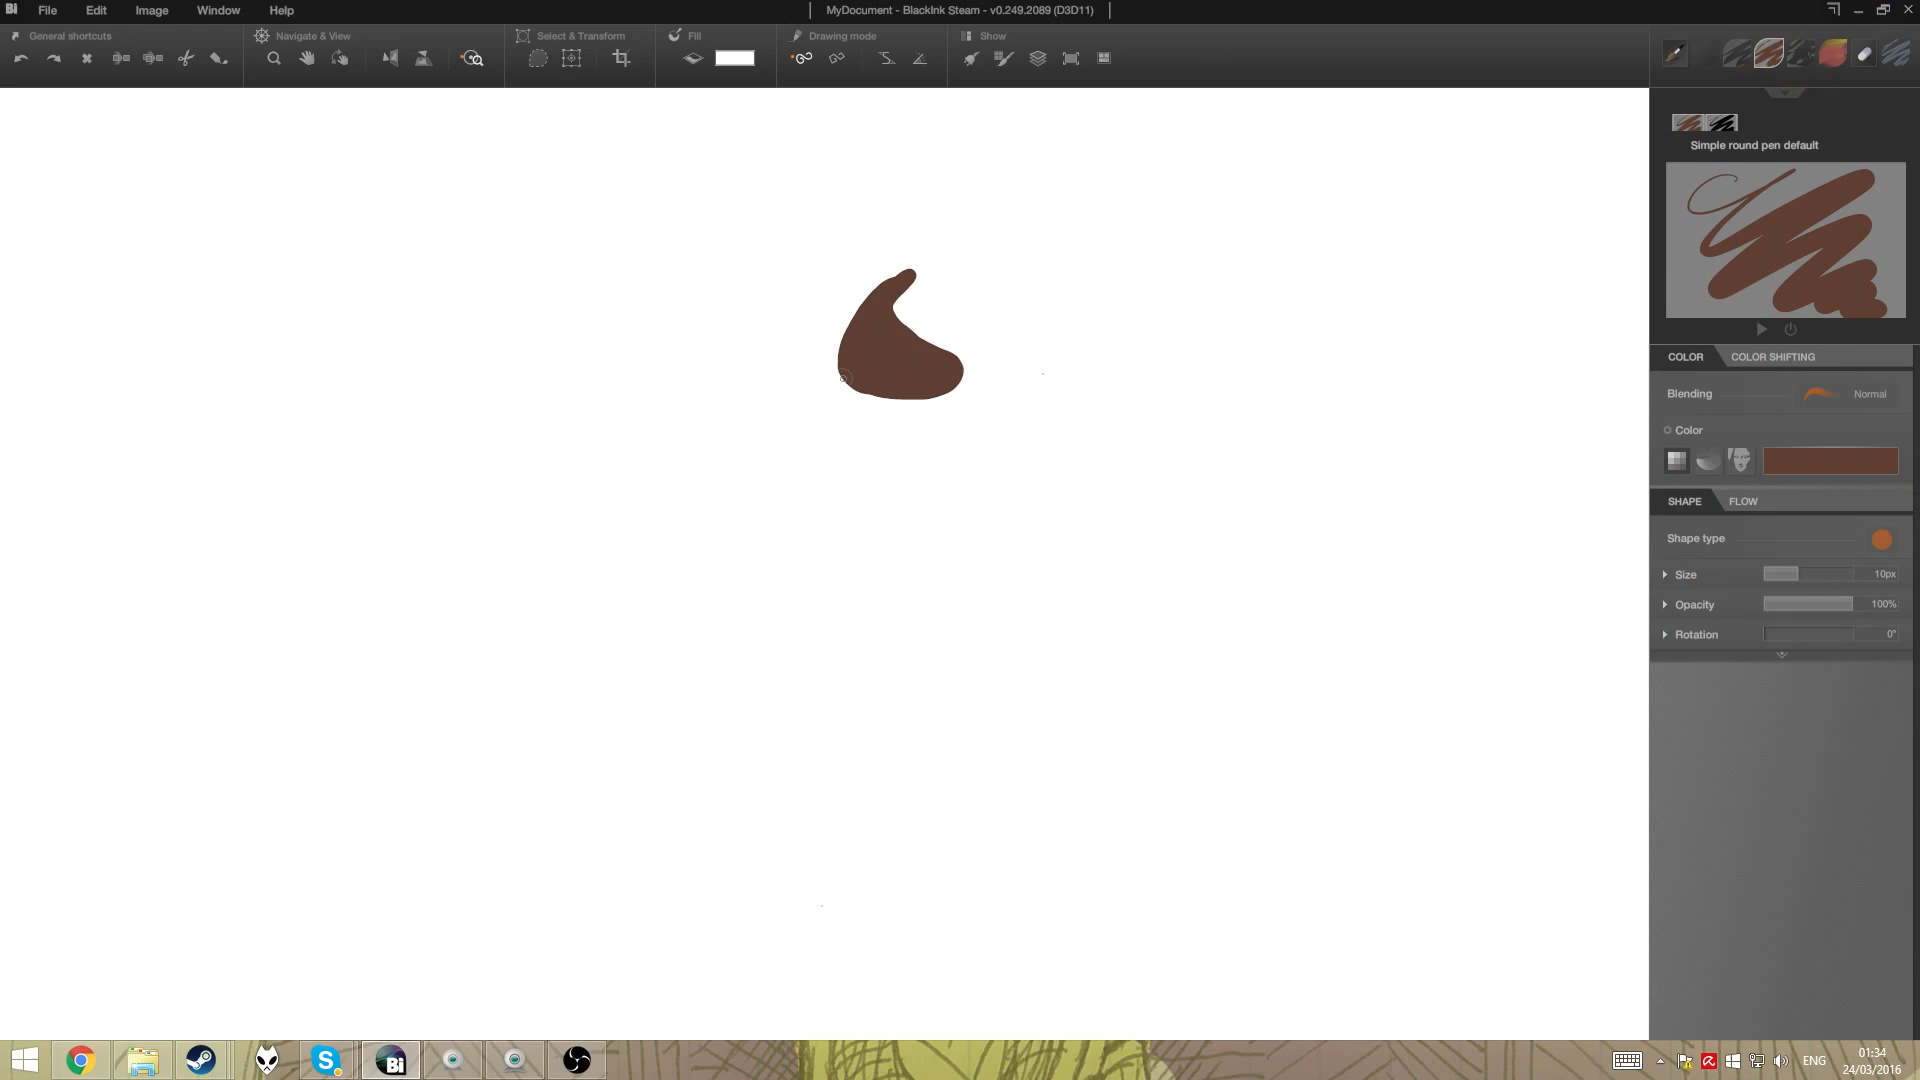 Bi File Edit Image Window Help
MyDocument - BlackInk Steam - v0.249.2089 (D3D11)
General shortcuts Navigate & View Select & Transform Fill Drawing mode Show
Simple round pen default
COLOR COLOR SHIFTING
Blending Normal
Color
SHAPE FLOW
Shape type
Size 10px
Opacity 100%
Rotation 0°
Bi
ENG
01:34
24/03/2016